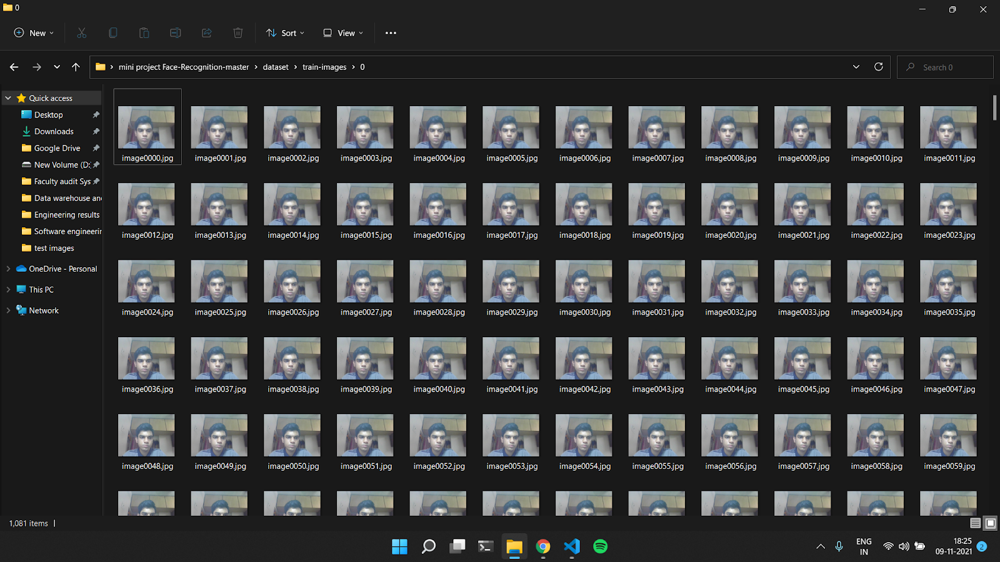 0
New
Sort
View
mini project Face-Recognition-master > dataset > train-images > 0
Search 0
Quick access
Desktop
Downloads
Google Drive
New Volume (D:)
Faculty audit Sys
Data warehouse an
Engineering results
Software engineerin
test images
OneDrive - Personal
This PC
Network
image0000.jpg image0001.jpg image0002.jpg image0003.jpg image0004.jpg image0005.jpg image0006.jpg image0007.jpg image0008.jpg image0009.jpg image0010.jpg image0011.jpg
image0012.jpg image0013.jpg image0014.jpg image0015.jpg image0016.jpg image0017.jpg image0018.jpg image0019.jpg image0020.jpg image0021.jpg image0022.jpg image0023.jpg
image0024.jpg image0025.jpg image0026.jpg image0027.jpg image0028.jpg image0029.jpg image0030.jpg image0031.jpg image0032.jpg image0033.jpg image0034.jpg image0035.jpg
image0036.jpg image0037.jpg image0038.jpg image0039.jpg image0040.jpg image0041.jpg image0042.jpg image0043.jpg image0044.jpg image0045.jpg image0046.jpg image0047.jpg
image0048.jpg image0049.jpg image0050.jpg image0051.jpg image0052.jpg image0053.jpg image0054.jpg image0055.jpg image0056.jpg image0057.jpg image0058.jpg image0059.jpg
1,081 items
ENG
IN
18:25
09-11-2021
2